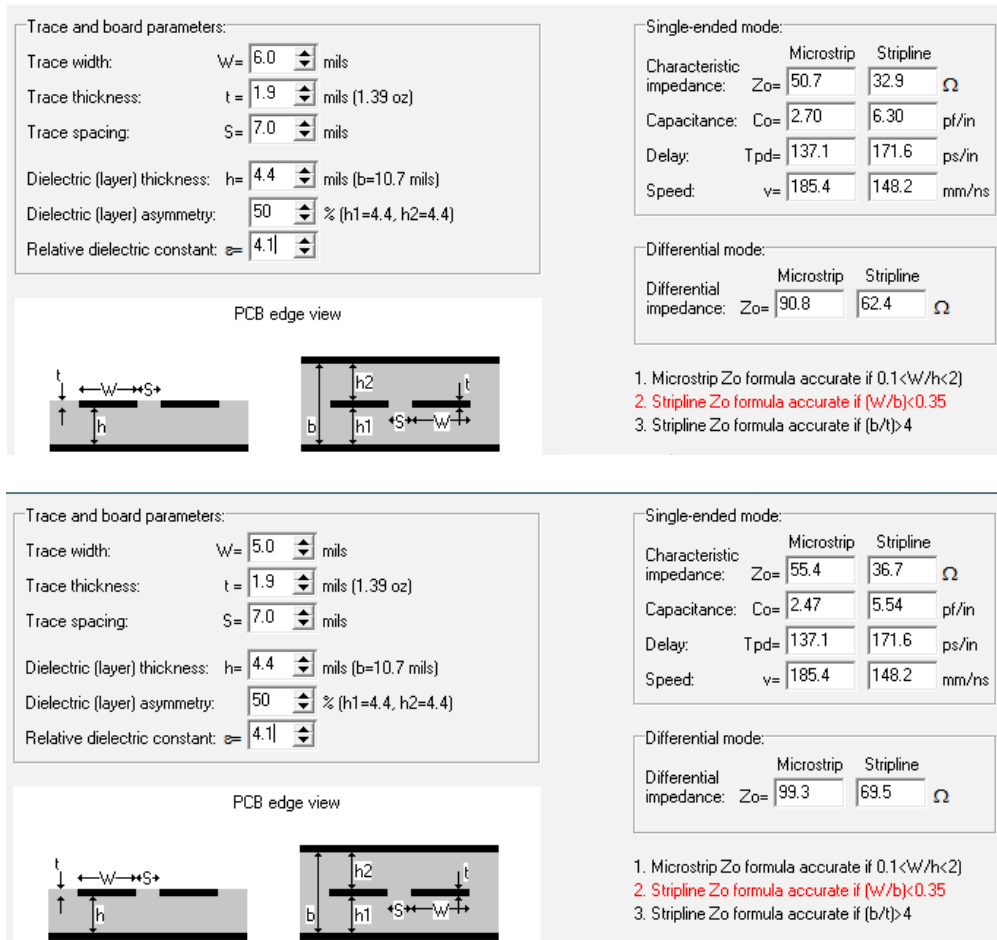 Trace and board parameters:
Trace width: W= 6.0 mils
Trace thickness: t = 1.9 mils (1.39 oz)
Trace spacing: S= 7.0 mils
Dielectric (layer) thickness: h= 4.4 mils (b=10.7 mils)
Dielectric (layer) asymmetry: 50 % (h1=4.4, h2=4.4)
Relative dielectric constant: ε= 4.1
PCB edge view
t W S h
b h2 h1 S W t
Single-ended mode:
Microstrip Stripline
Characteristic
impedance: Zo= 50.7 32.9 Ω
Capacitance: Co= 2.70 6.30 pf/in
Delay: Tpd= 137.1 171.6 ps/in
Speed: v= 185.4 148.2 mm/ns
Differential mode:
Microstrip Stripline
Differential
impedance: Zo= 90.8 62.4 Ω
1. Microstrip Zo formula accurate if 0.1<W/h<2)
2. Stripline Zo formula accurate if (W/b)<0.35
3. Stripline Zo formula accurate if (b/t)>4
Trace and board parameters:
Trace width: W= 5.0 mils
Trace thickness: t = 1.9 mils (1.39 oz)
Trace spacing: S= 7.0 mils
Dielectric (layer) thickness: h= 4.4 mils (b=10.7 mils)
Dielectric (layer) asymmetry: 50 % (h1=4.4, h2=4.4)
Relative dielectric constant: ε= 4.1
PCB edge view
t W S h
b h2 h1 S W t
Single-ended mode:
Microstrip Stripline
Characteristic
impedance: Zo= 55.4 36.7 Ω
Capacitance: Co= 2.47 5.54 pf/in
Delay: Tpd= 137.1 171.6 ps/in
Speed: v= 185.4 148.2 mm/ns
Differential mode:
Microstrip Stripline
Differential
impedance: Zo= 99.3 69.5 Ω
1. Microstrip Zo formula accurate if 0.1<W/h<2)
2. Stripline Zo formula accurate if (W/b)<0.35
3. Stripline Zo formula accurate if (b/t)>4